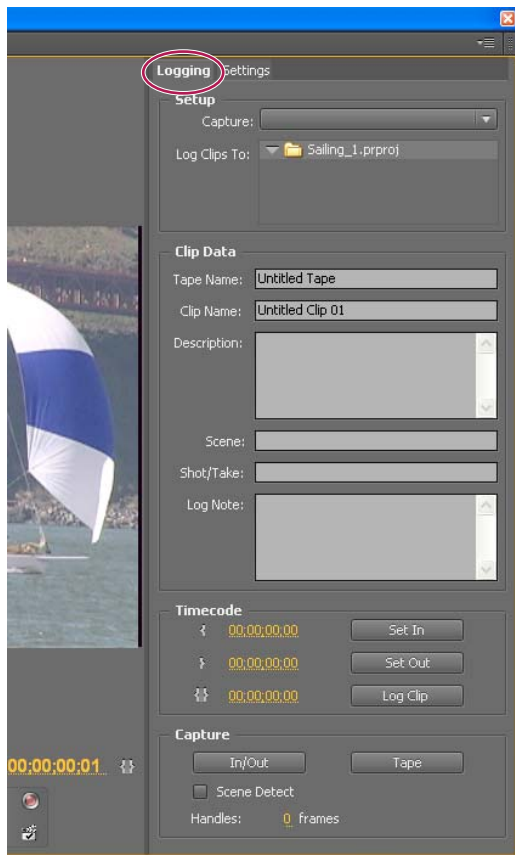 Logging Settings
Setup
Capture:
Log Clips To: Sailing_1.prproj
Clip Data
Tape Name: Untitled Tape
Clip Name: Untitled Clip 01
Description:
Scene:
Shot/Take:
Log Note:
Timecode
{ 00;00;00;00 Set In
} 00;00;00;00 Set Out
{} 00;00;00;00 Log Clip
Capture
00;00;00;01 {}
In/Out Tape
Scene Detect
Handles: 0 frames